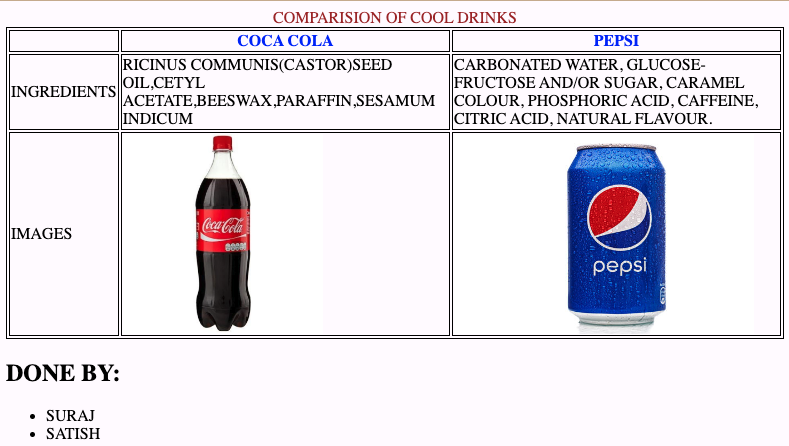 COMPARISION OF COOL DRINKS
COCA COLA
PEPSI
INGREDIENTS
RICINUS COMMUNIS(CASTOR)SEED
OIL,CETYL
ACETATE,BEESWAX,PARAFFIN,SESAMUM
INDICUM
CARBONATED WATER, GLUCOSE-
FRUCTOSE AND/OR SUGAR, CARAMEL
COLOUR, PHOSPHORIC ACID, CAFFEINE,
CITRIC ACID, NATURAL FLAVOUR.
IMAGES
Coca-Cola
pepsi
DONE BY:
SURAJ
SATISH